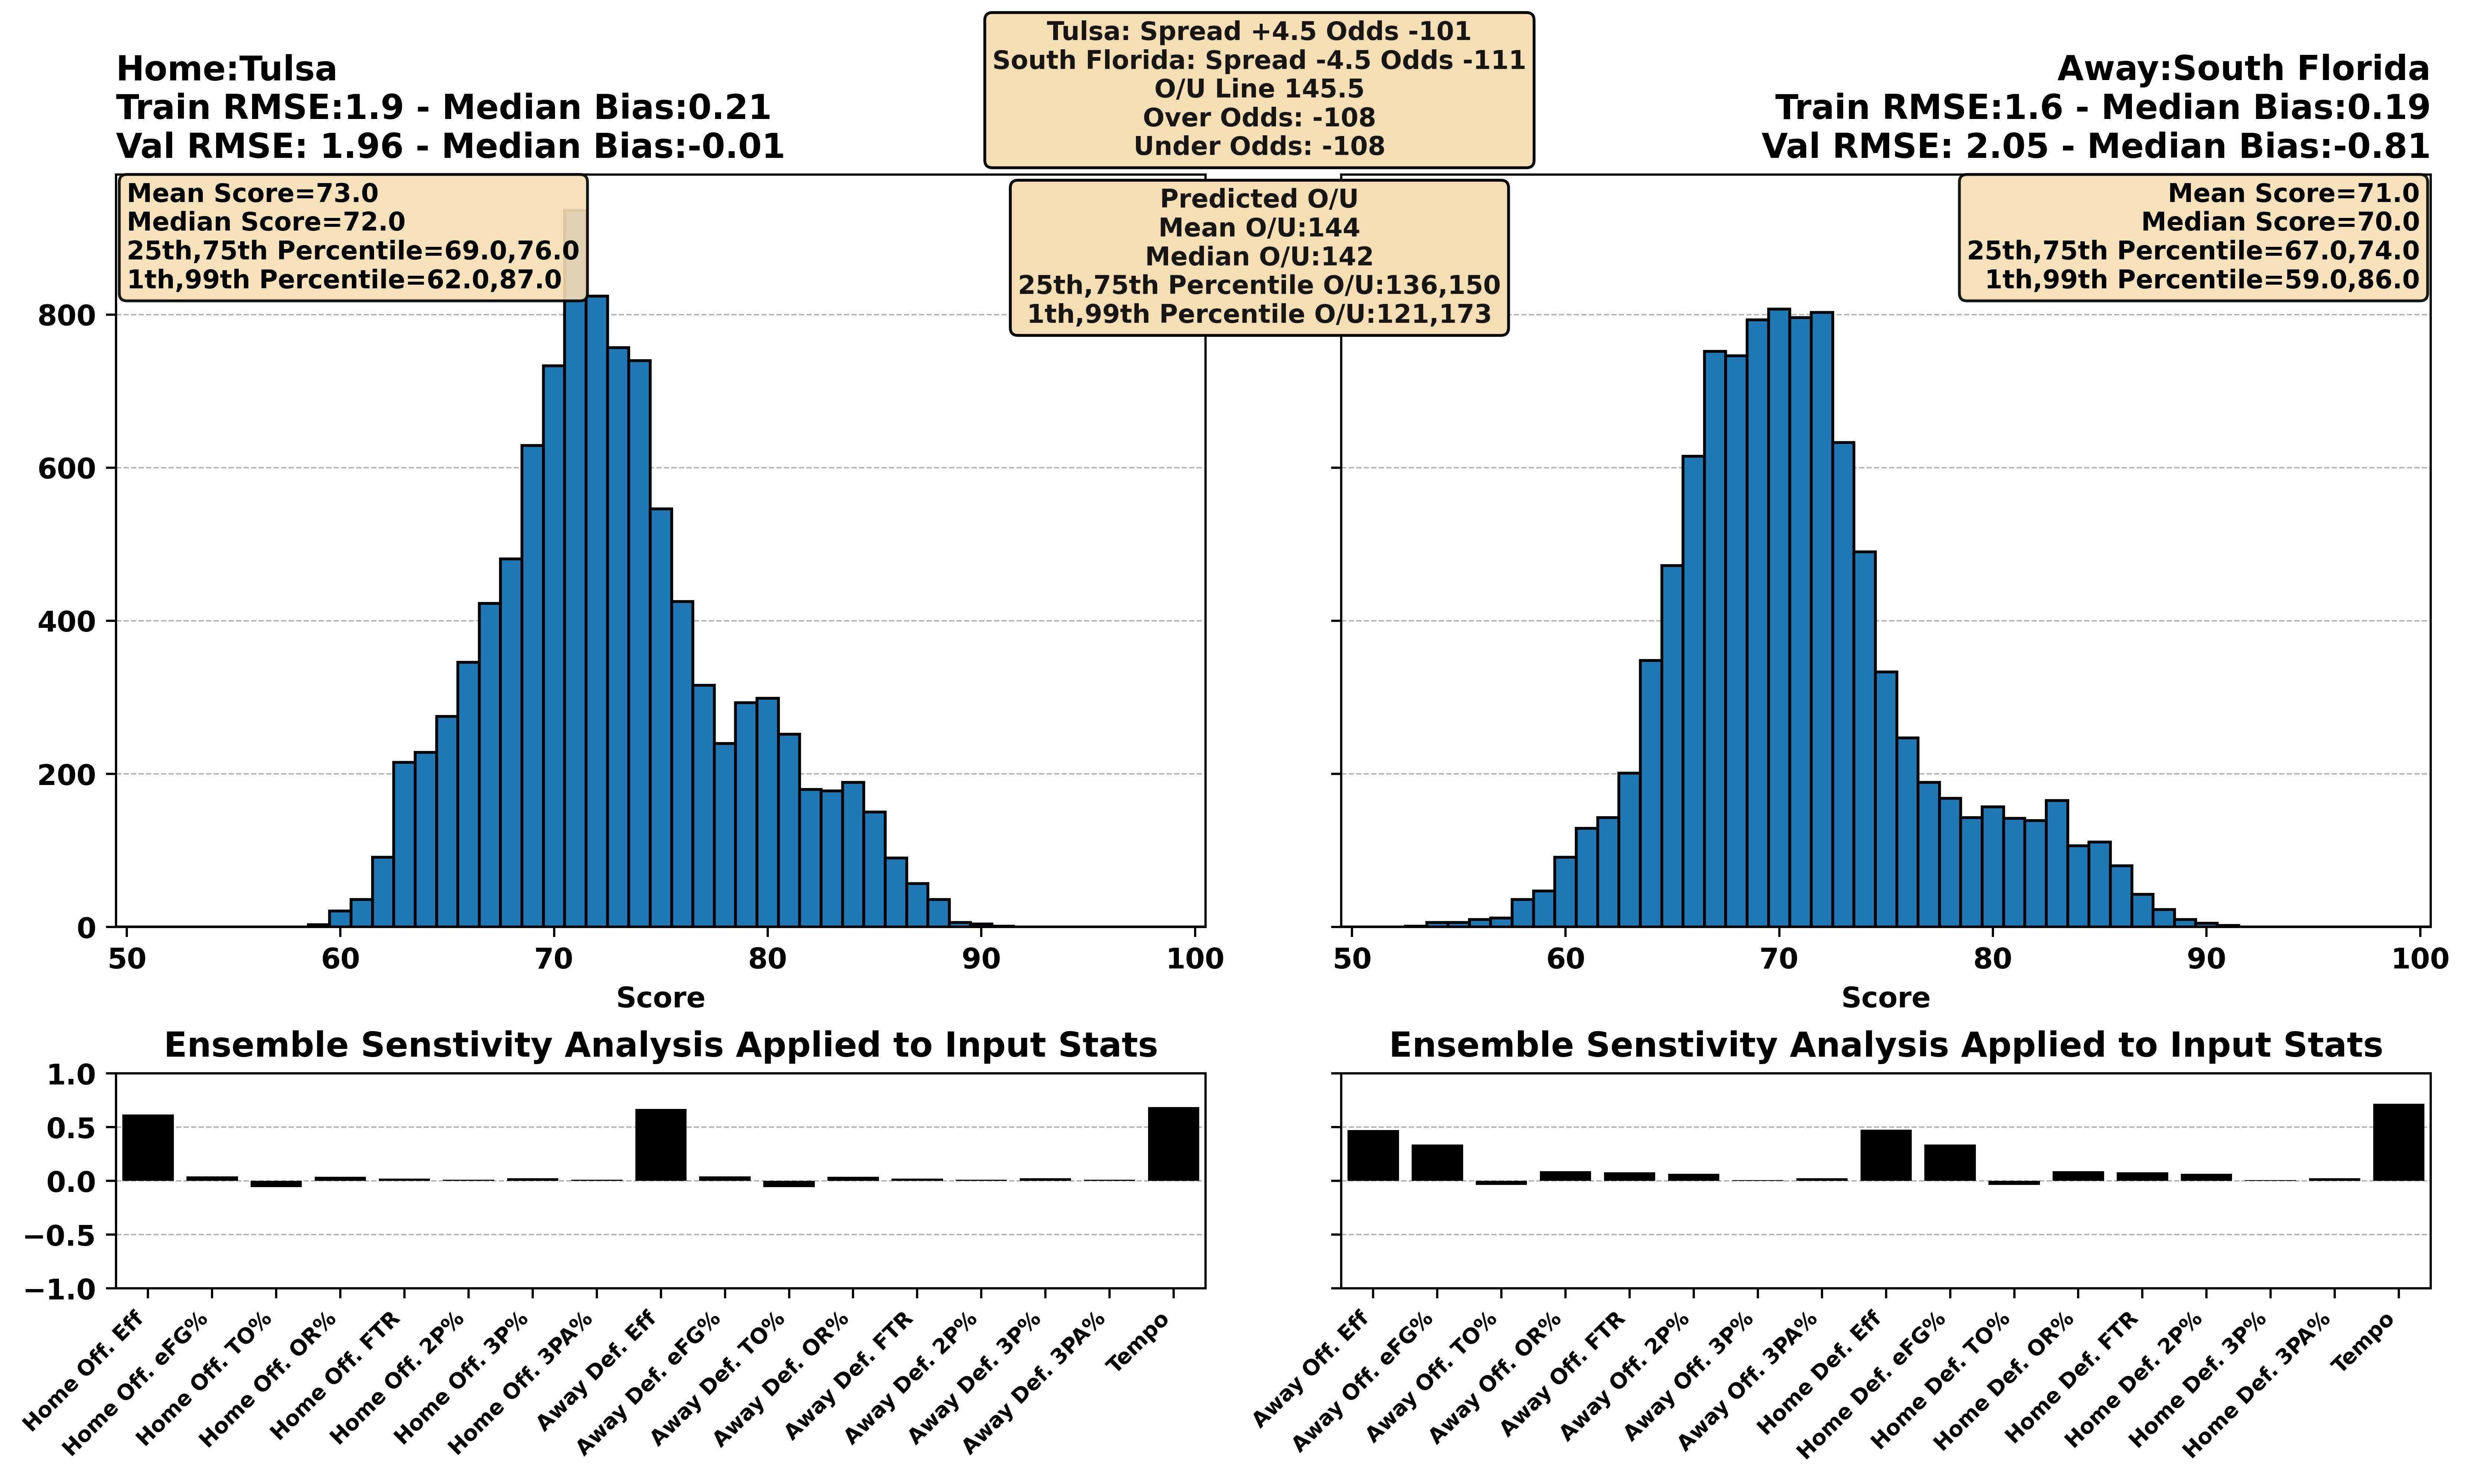 Tulsa: Spread +4.5 Odds -101
South Florida: Spread -4.5 Odds -111
O/U Line 145.5
Over Odds: -108
Under Odds: -108
Home:Tulsa
Train RMSE:1.9 - Median Bias:0.21
Val RMSE: 1.96 - Median Bias:-0.01
Away:South Florida
Train RMSE:1.6 - Median Bias:0.19
Val RMSE: 2.05 - Median Bias:-0.81
Mean Score=73.0
Median Score=72.0
25th,75th Percentile=69.0,76.0
1th,99th Percentile=62.0,87.0
Predicted O/U
Mean O/U:144
Median O/U:142
25th,75th Percentile O/U:136,150
1th,99th Percentile O/U:121,173
Mean Score=71.0
Median Score=70.0
25th,75th Percentile=67.0,74.0
1th,99th Percentile=59.0,86.0
800
600
400
200
0
50 60 70 80 90 100
Score
50 60 70 80 90 100
Score
Ensemble Senstivity Analysis Applied to Input Stats
Ensemble Senstivity Analysis Applied to Input Stats
1.0
0.5
0.0
−0.5
−1.0
Home Off. Eff
Home Off. eFG%
Home Off. TO%
Home Off. OR%
Home Off. FTR
Home Off. 2P%
Home Off. 3P%
Home Off. 3PA%
Away Def. Eff
Away Def. eFG%
Away Def. TO%
Away Def. OR%
Away Def. FTR
Away Def. 2P%
Away Def. 3P%
Away Def. 3PA%
Tempo
Away Off. Eff
Away Off. eFG%
Away Off. TO%
Away Off. OR%
Away Off. FTR
Away Off. 2P%
Away Off. 3P%
Away Off. 3PA%
Home Def. Eff
Home Def. eFG%
Home Def. TO%
Home Def. OR%
Home Def. FTR
Home Def. 2P%
Home Def. 3P%
Home Def. 3PA%
Tempo